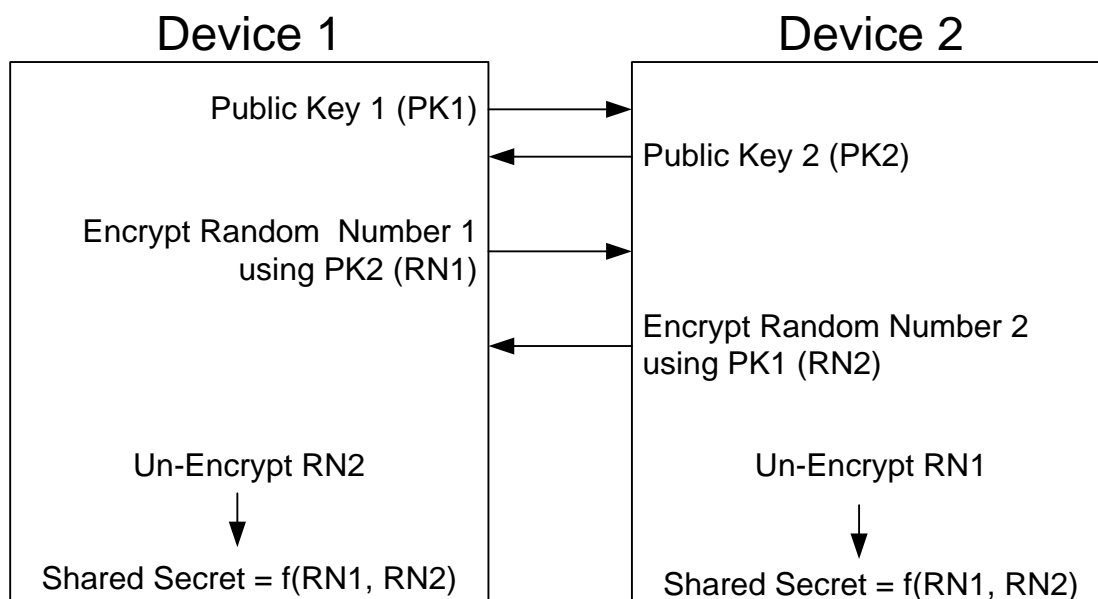 Device 1
Device 2
Public Key 1 (PK1)
Public Key 2 (PK2)
Encrypt Random Number 1
using PK2 (RN1)
Encrypt Random Number 2
using PK1 (RN2)
Un-Encrypt RN2
Un-Encrypt RN1
Shared Secret = f(RN1, RN2)
Shared Secret = f(RN1, RN2)